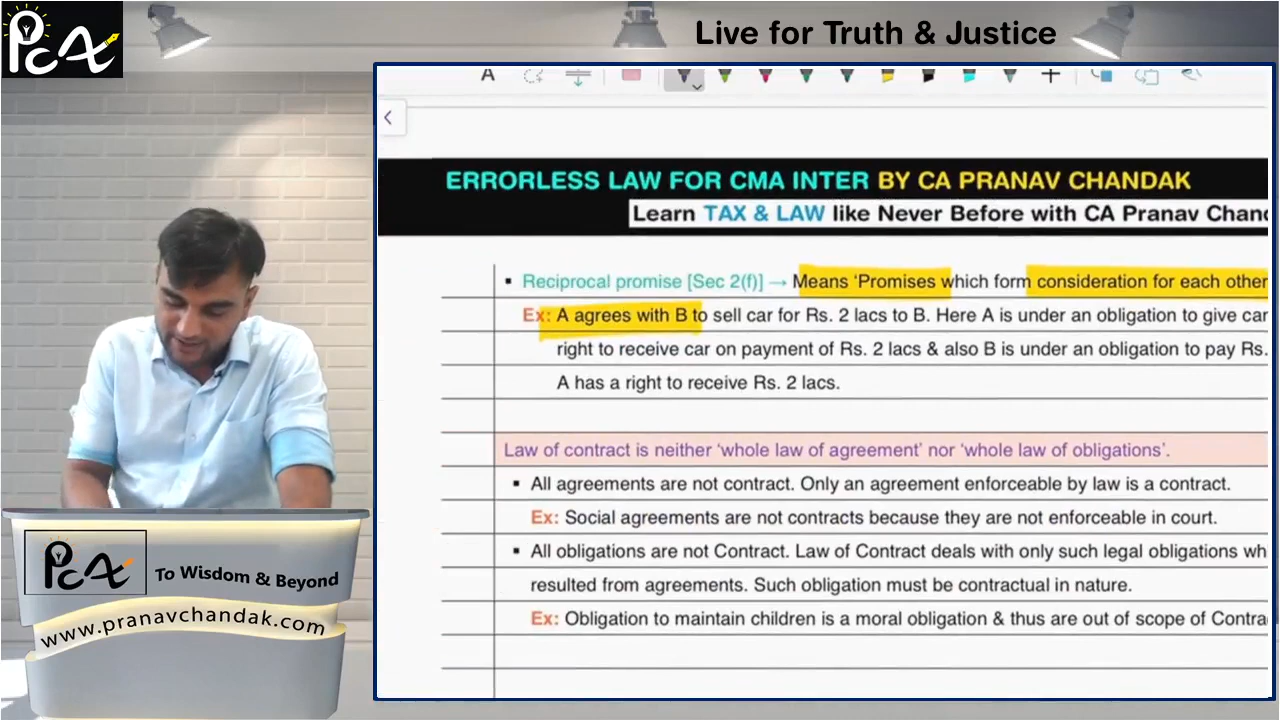 PCA
Live for Truth & Justice
A
ERRORLESS LAW FOR CMA INTER BY CA PRANAV CHANDAK
Learn TAX & LAW like Never Before with CA Pranav Chand
▪ Reciprocal promise [Sec 2(f)] → Means ‘Promises which form consideration for each other
Ex: A agrees with B to sell car for Rs. 2 lacs to B. Here A is under an obligation to give car
right to receive car on payment of Rs. 2 lacs & also B is under an obligation to pay Rs.
A has a right to receive Rs. 2 lacs.
Law of contract is neither ‘whole law of agreement’ nor ‘whole law of obligations’.
▪ All agreements are not contract. Only an agreement enforceable by law is a contract.
Ex: Social agreements are not contracts because they are not enforceable in court.
▪ All obligations are not Contract. Law of Contract deals with only such legal obligations wh
resulted from agreements. Such obligation must be contractual in nature.
Ex: Obligation to maintain children is a moral obligation & thus are out of scope of Contra
PCA
To Wisdom & Beyond
www.pranavchandak.com